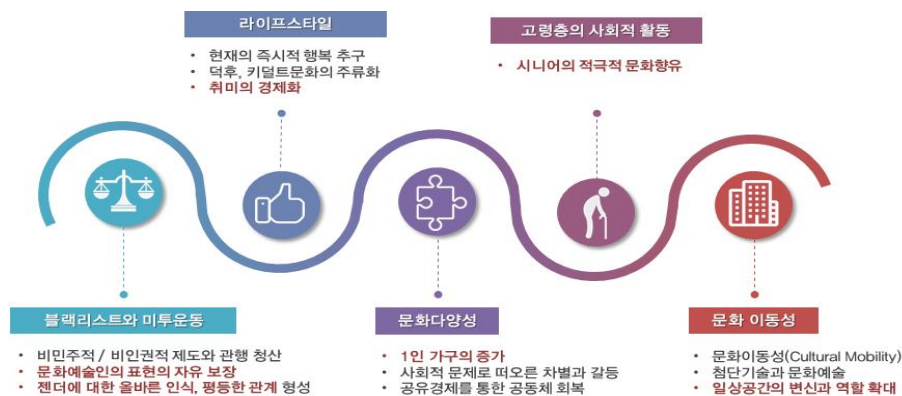 라이프스타일
• 현재의 즉시적 행복 추구
• 덕후, 키덜트문화의 주류화
• 취미의 경제화
고령층의 사회적 활동
• 시니어의 적극적 문화향유
블랙리스트와 미투운동
• 비민주적 / 비인권적 제도와 관행 청산
• 문화예술인의 표현의 자유 보장
• 젠더에 대한 올바른 인식, 평등한 관계 형성
문화다양성
• 1인 가구의 증가
• 사회적 문제로 떠오른 차별과 갈등
• 공유경제를 통한 공동체 회복
문화 이동성
• 문화이동성(Cultural Mobility)
• 첨단기술과 문화예술
• 일상공간의 변신과 역할 확대